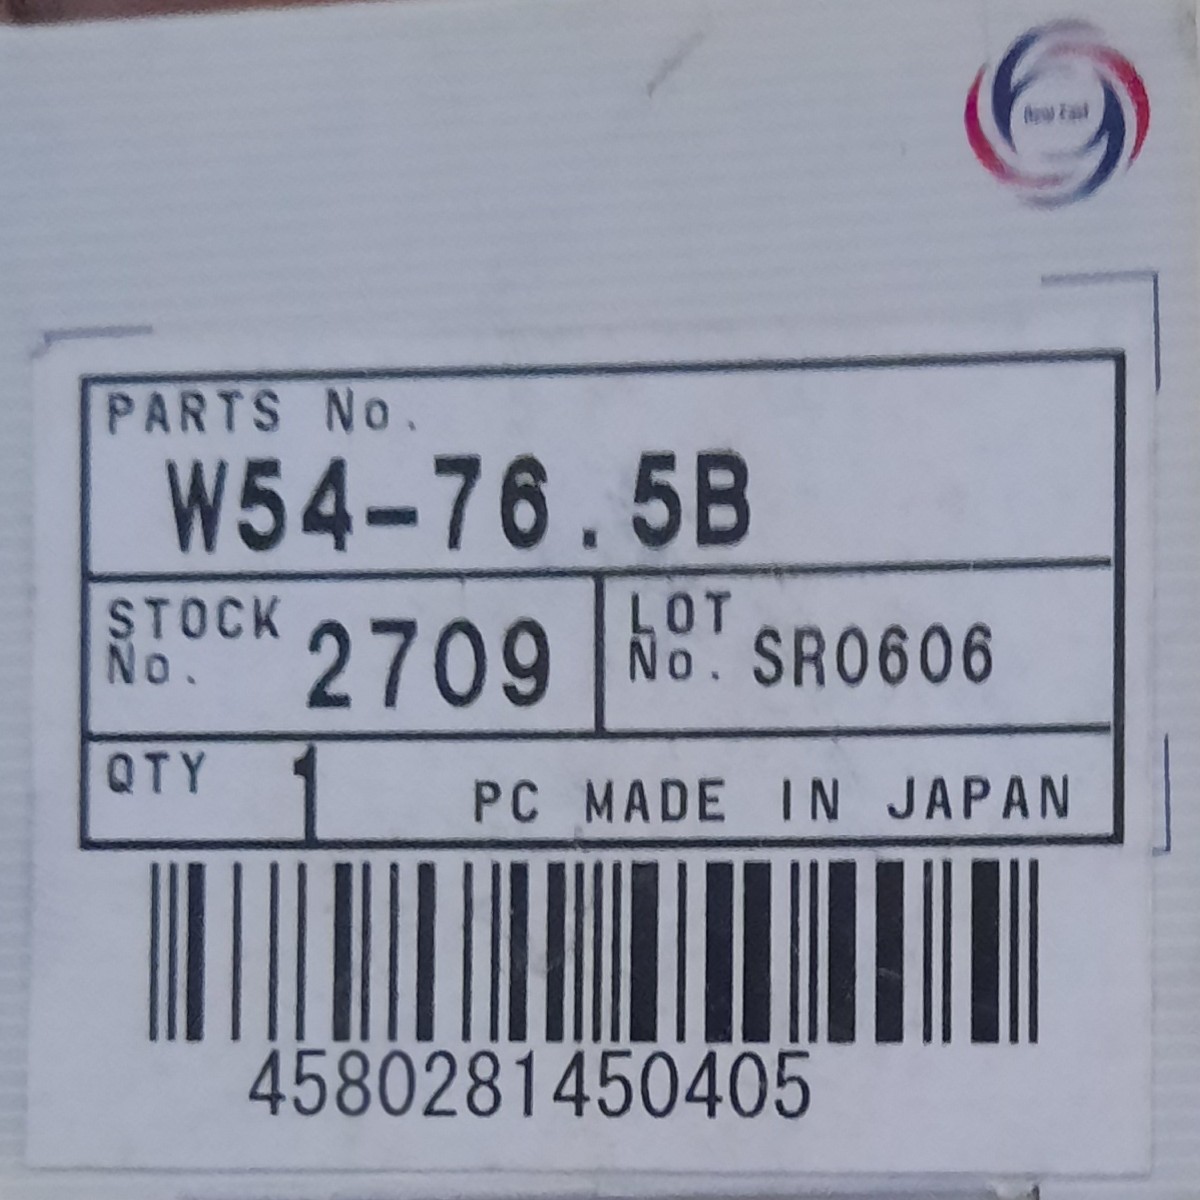 PARTS No.
W54-76.5B
STOCK No. 2709
LOT No. SR0606
QTY 1 PC MADE IN JAPAN
4580281450405